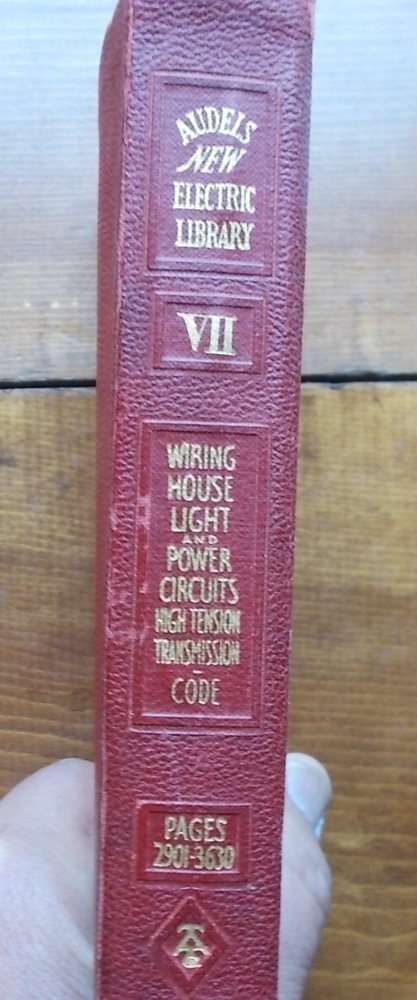 AUDELS
NEW
ELECTRIC
LIBRARY
VII
WIRING
HOUSE
LIGHT
AND
POWER
CIRCUITS
HIGH TENSION
TRANSMISSION
-
CODE
PAGES
2901-3630